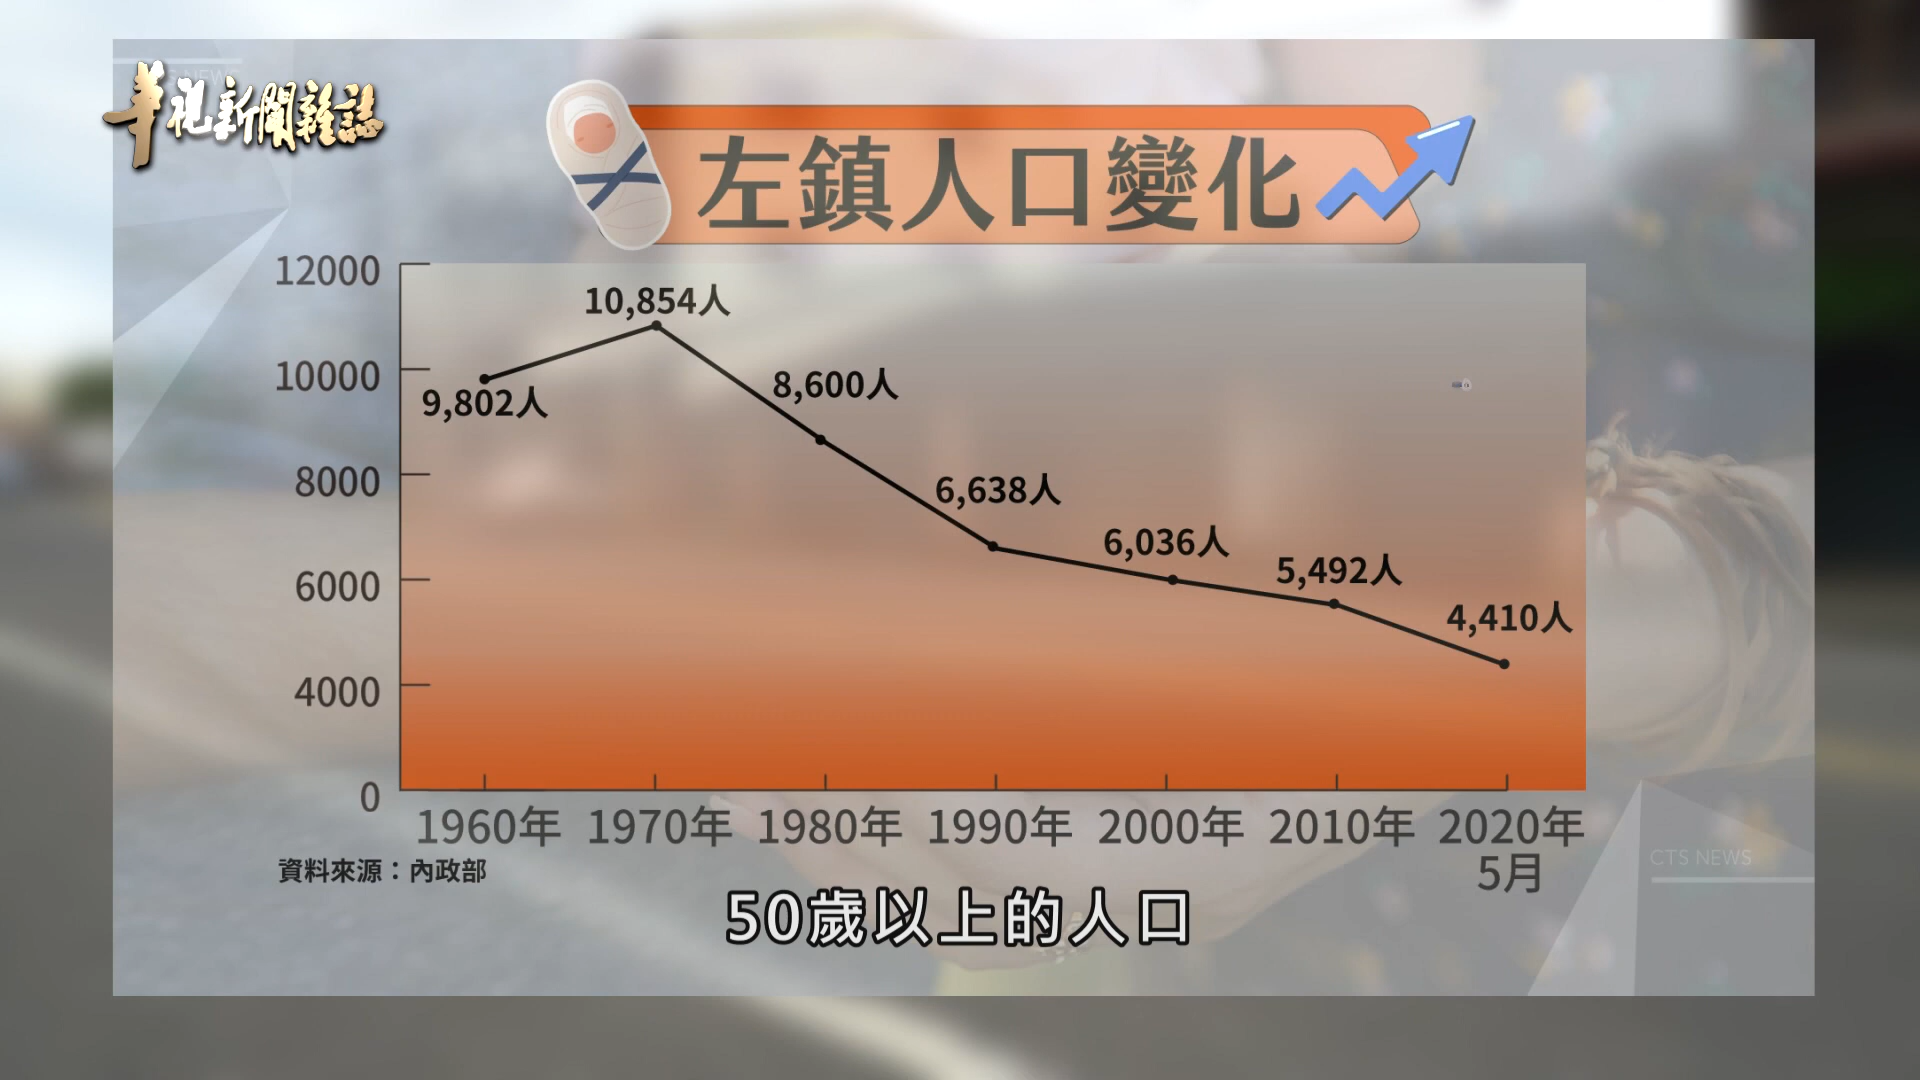 華視新聞雜誌
左鎮人口變化
12000
10000
8000
6000
4000
0
9,802人
10,854人
8,600人
6,638人
6,036人
5,492人
4,410人
1960年 1970年 1980年 1990年 2000年 2010年 2020年
5月
資料來源：內政部
CTS NEWS
50歲以上的人口